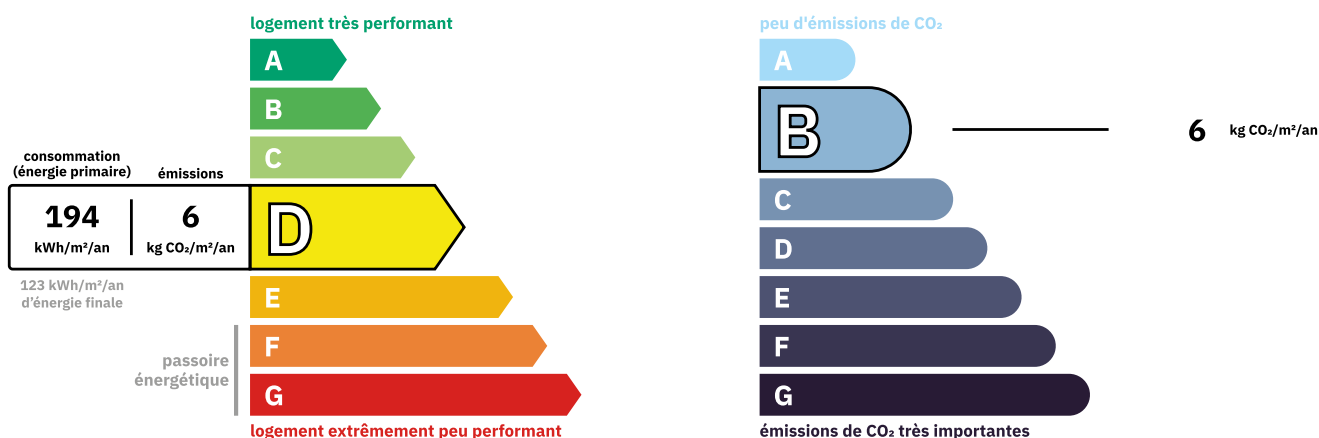 logement très performant
A
B
C
consommation
(énergie primaire)
émissions
194
kWh/m²/an
6
kg CO₂/m²/an
D
123 kWh/m²/an
d'énergie finale
E
passoire
énergétique
F
G
logement extrêmement peu performant
peu d'émissions de CO₂
A
B
6 kg CO₂/m²/an
C
D
E
F
G
émissions de CO₂ très importantes